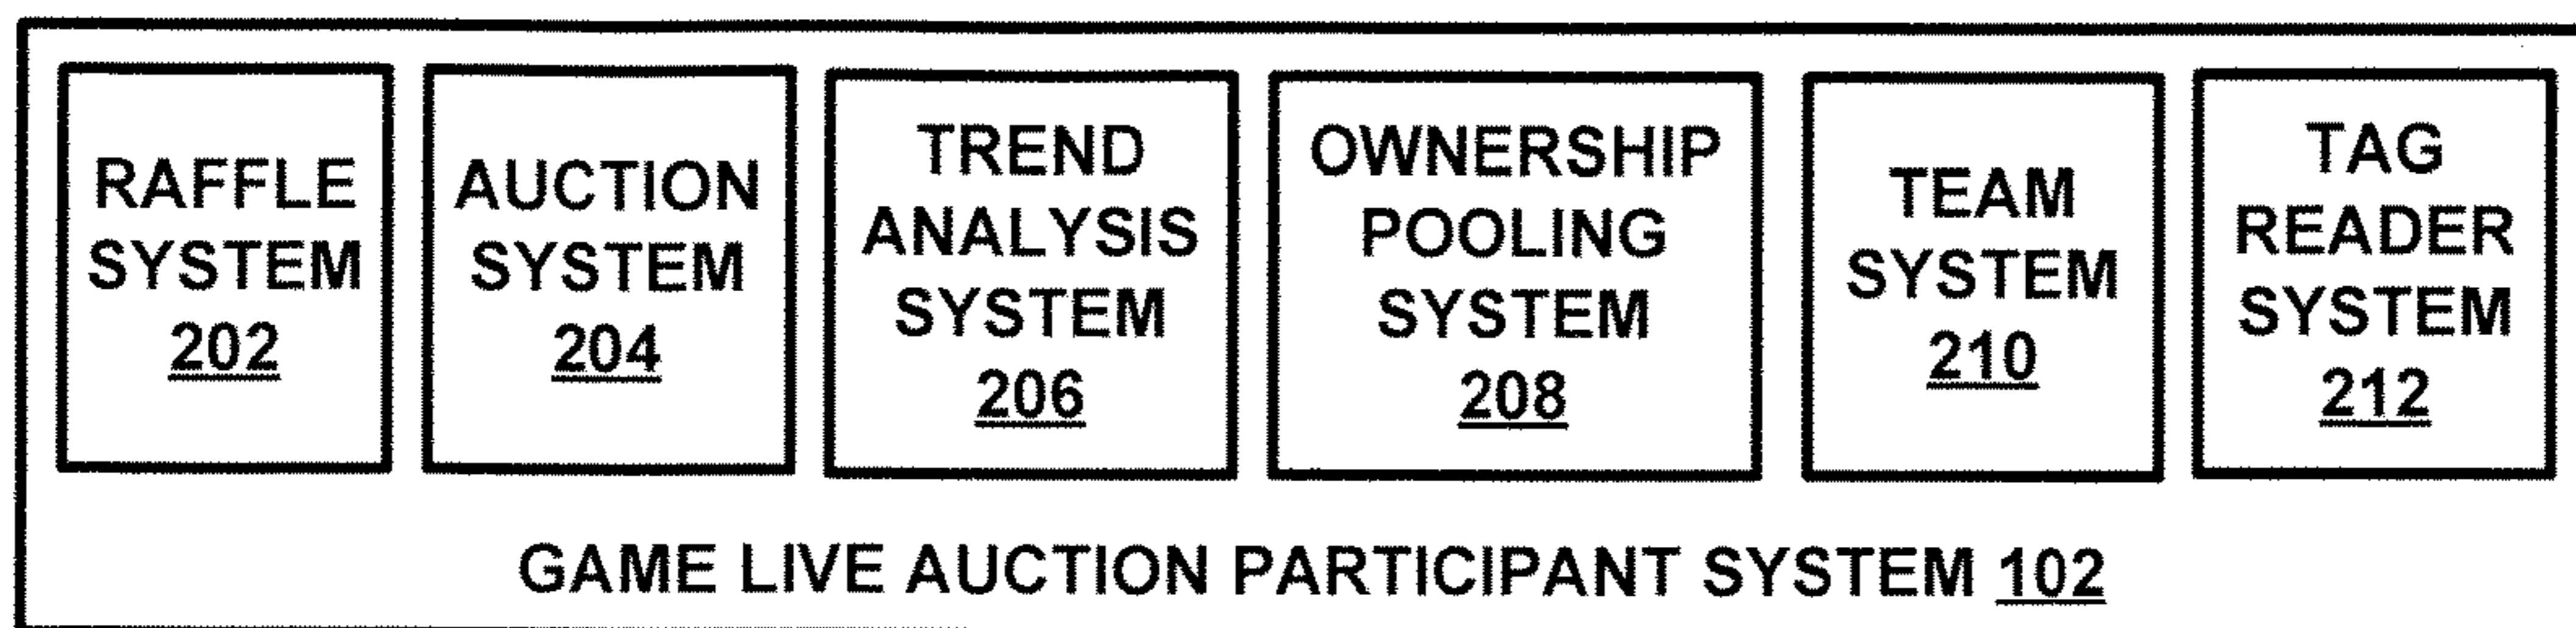 RAFFLE
SYSTEM
202
AUCTION
SYSTEM
204
TREND
ANALYSIS
SYSTEM
206
OWNERSHIP
POOLING
SYSTEM
208
TEAM
SYSTEM
210
TAG
READER
SYSTEM
212
GAME LIVE AUCTION PARTICIPANT SYSTEM 102